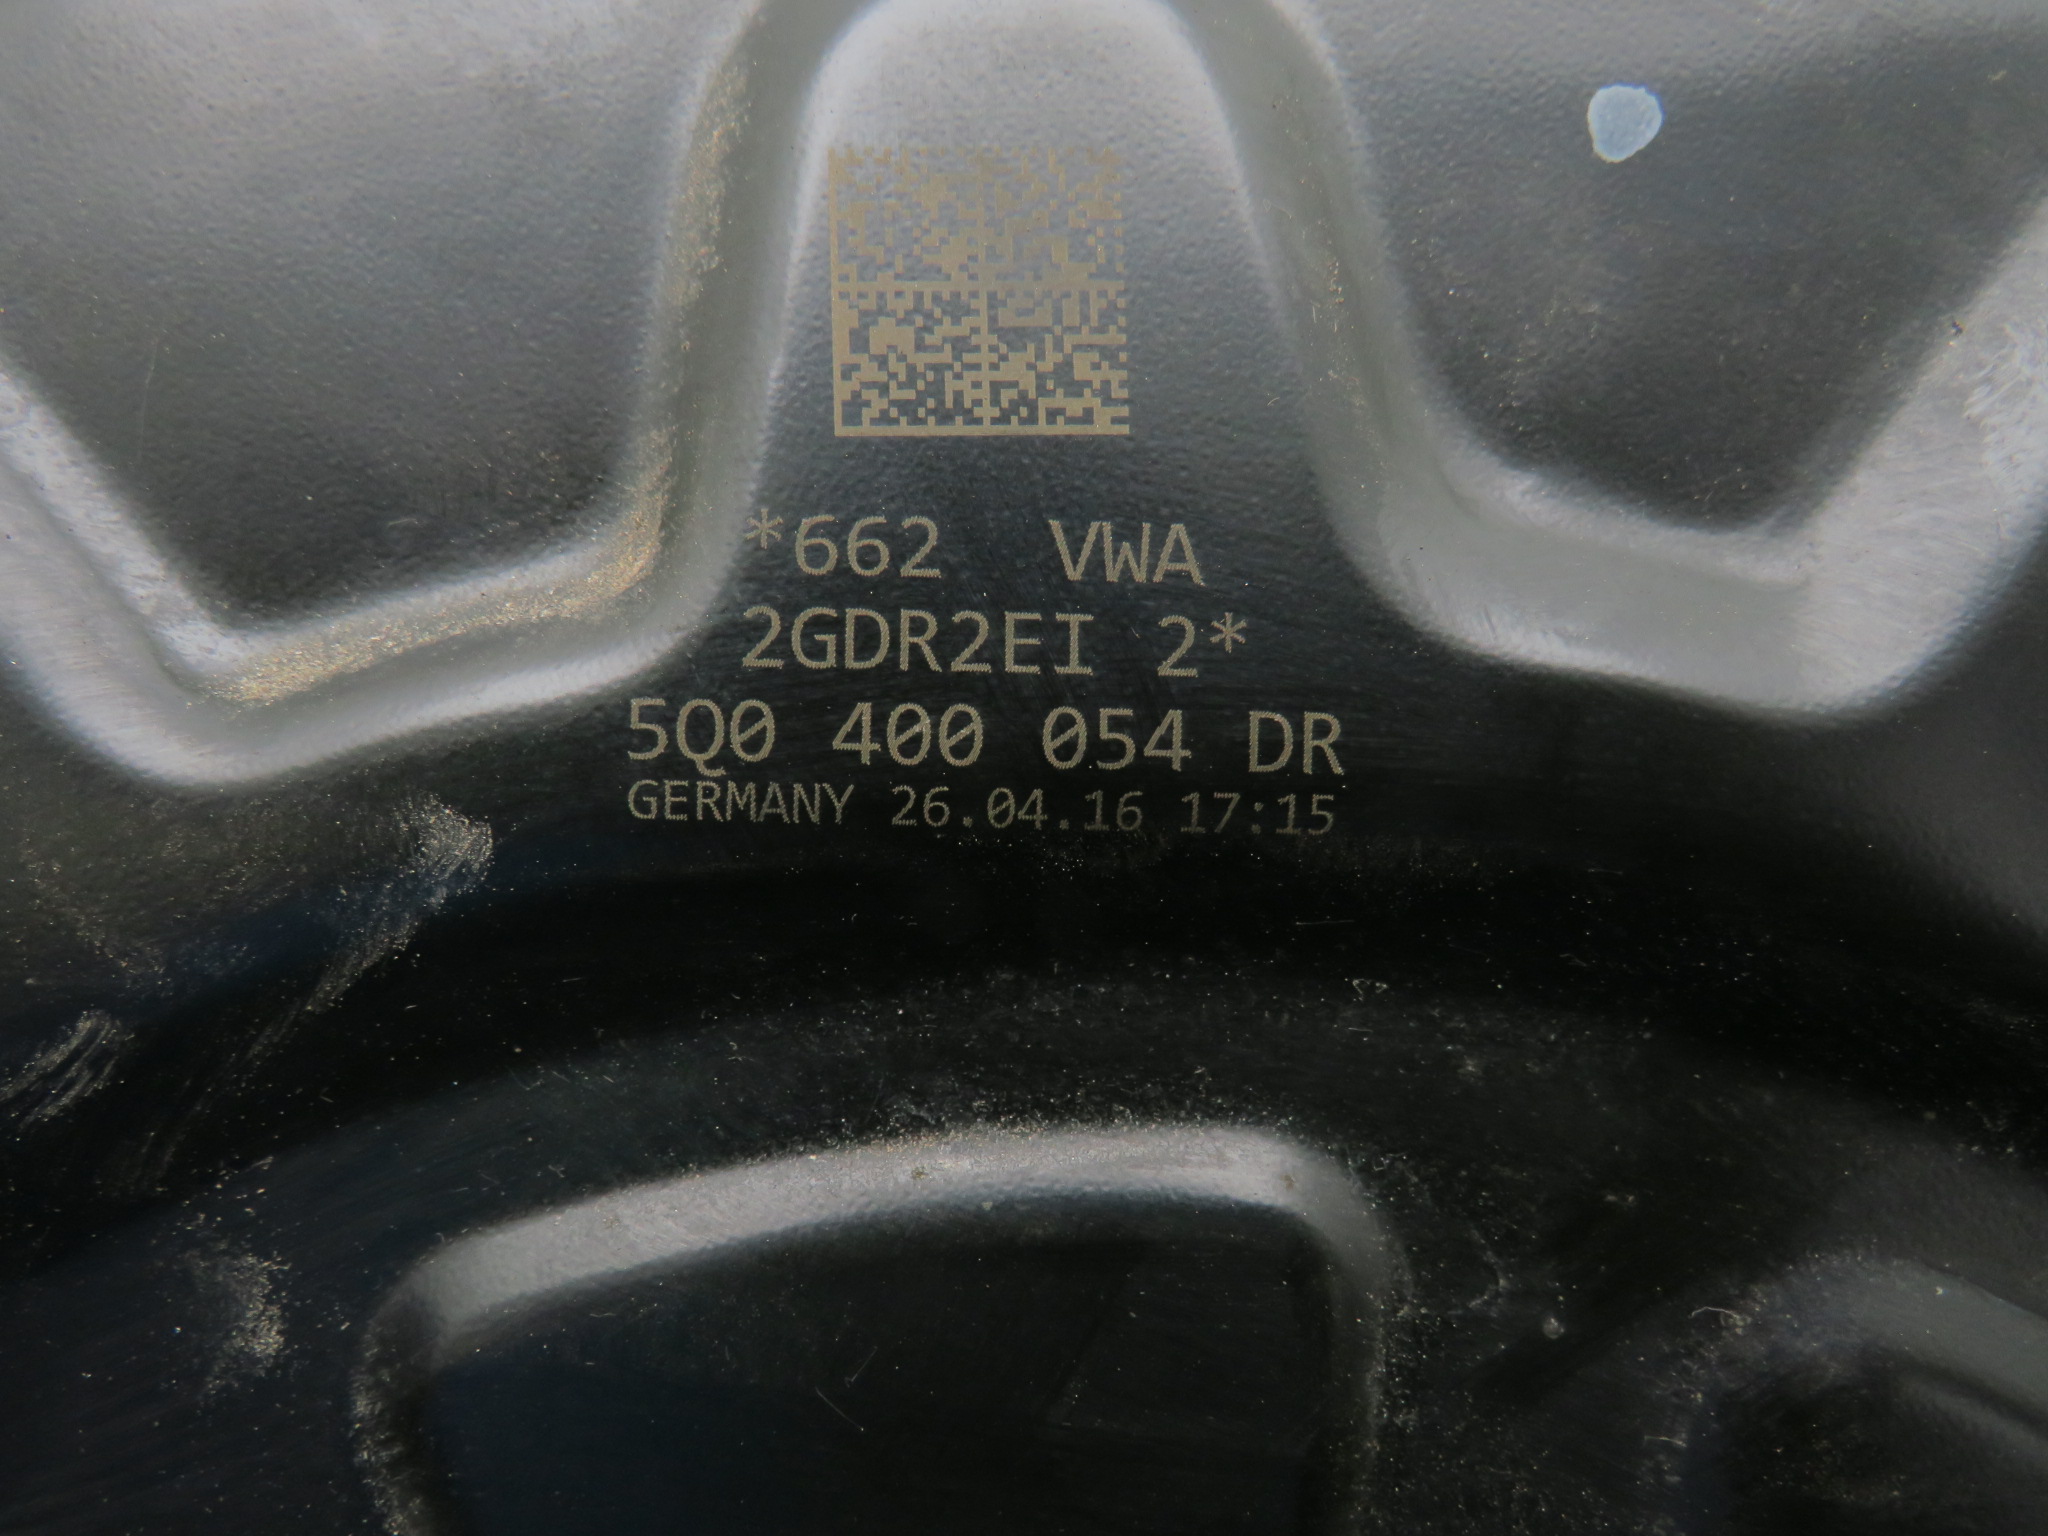 *662 VWA
2GDR2EI 2*
5Q0 400 054 DR
GERMANY 26.04.16 17:15